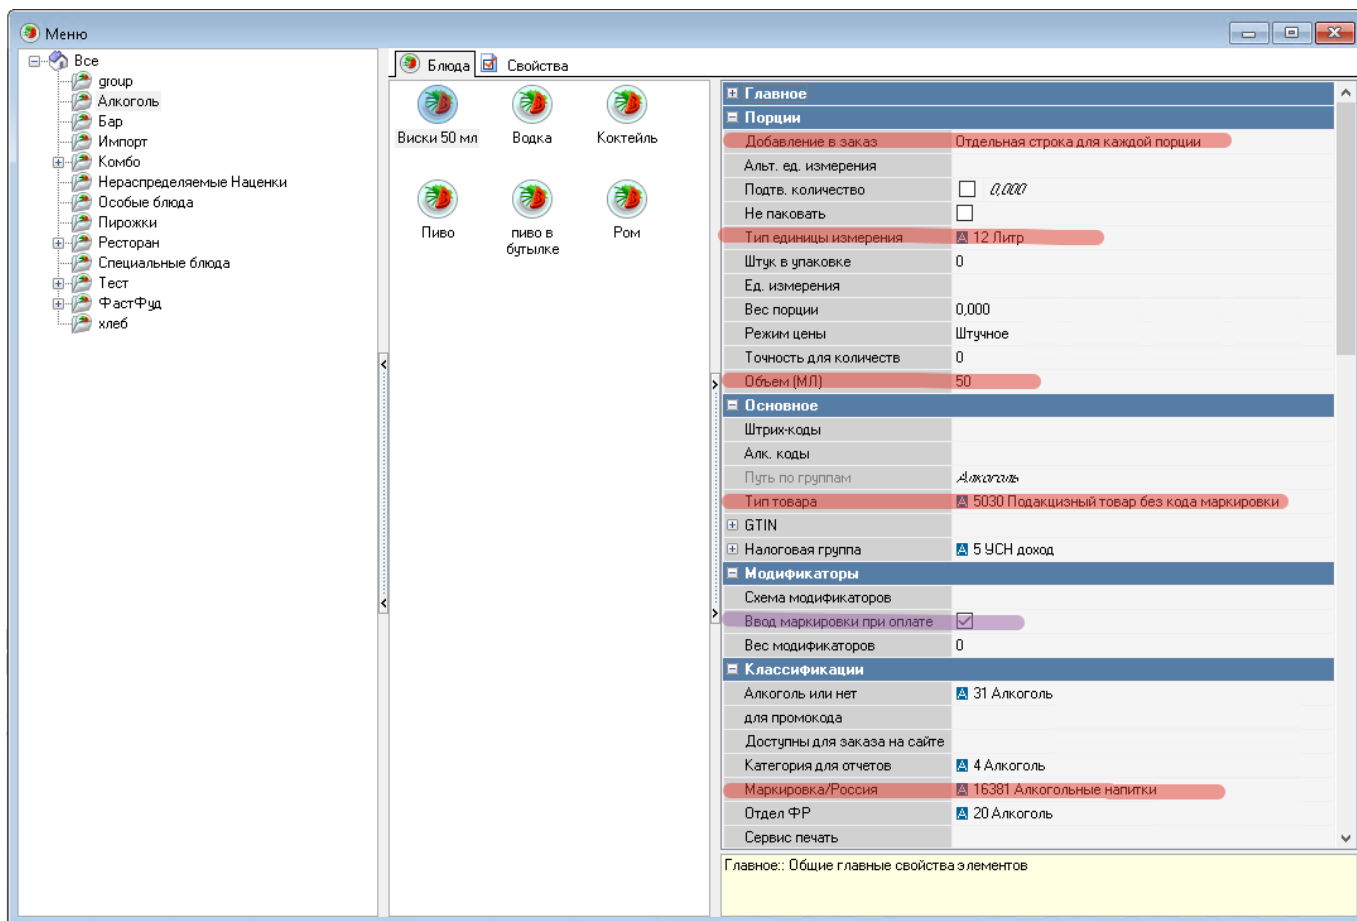 Меню
Все
group
Алкоголь
Бар
Импорт
Комбо
Нераспределяемые Наценки
Особые блюда
Пирожки
Ресторан
Специальные блюда
Тест
ФастФуд
хлеб
Блюда Свойства
Виски 50 мл Водка Коктейль
Пиво пиво в бутылке Ром
Главное
Порции
Добавление в заказ Отдельная строка для каждой порции
Альт. ед. измерения
Подтв. количество 0,000
Не паковать
Тип единицы измерения A 12 Литр
Штук в упаковке 0
Ед. измерения
Вес порции 0,000
Режим цены Штучное
Точность для количеств 0
Объем (МЛ) 50
Основное
Штрих-коды
Алк. коды
Путь по группам Алкоголь
Тип товара A 5030 Подакцизный товар без кода маркировки
GTIN
Налоговая группа A 5 УСН доход
Модификаторы
Схема модификаторов
Ввод маркировки при оплате
Вес модификаторов 0
Классификации
Алкоголь или нет A 31 Алкоголь
для промокода
Доступны для заказа на сайте
Категория для отчетов A 4 Алкоголь
Маркировка/Россия A 16381 Алкогольные напитки
Отдел ФР A 20 Алкоголь
Сервис печать
Главное:: Общие главные свойства элементов